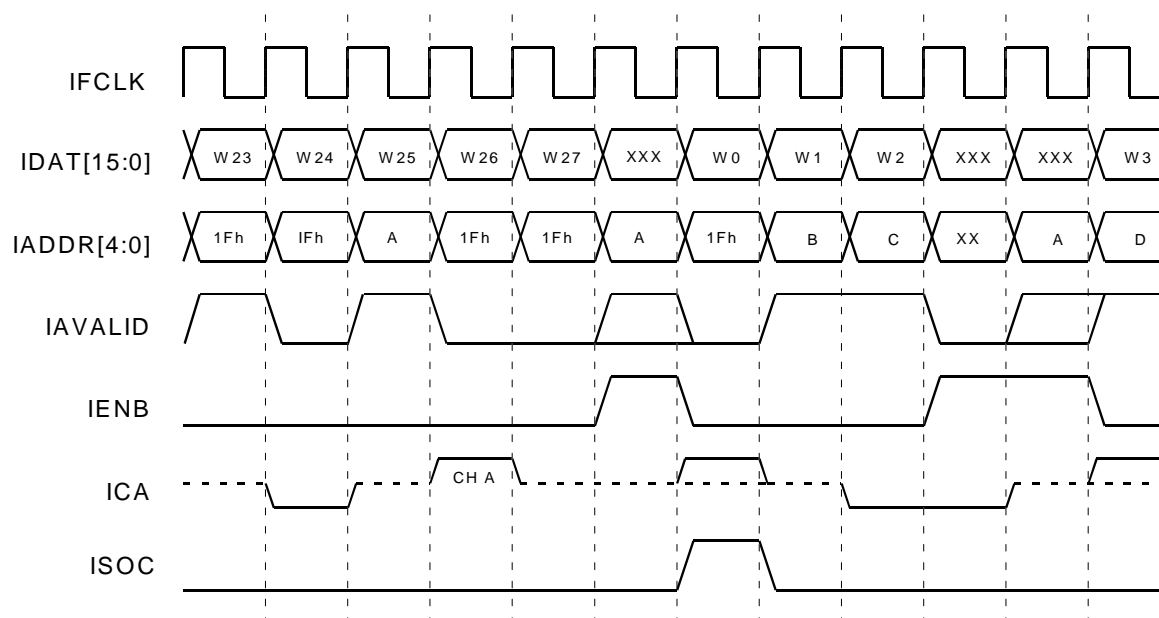 IFCLK
IDAT[15:0] W23 W24 W25 W26 W27 XXX W0 W1 W2 XXX XXX W3
IADDR[4:0] 1Fh IFh A 1Fh 1Fh A 1Fh B C XX A D
IAVALID
IENB
ICA CH A
ISOC